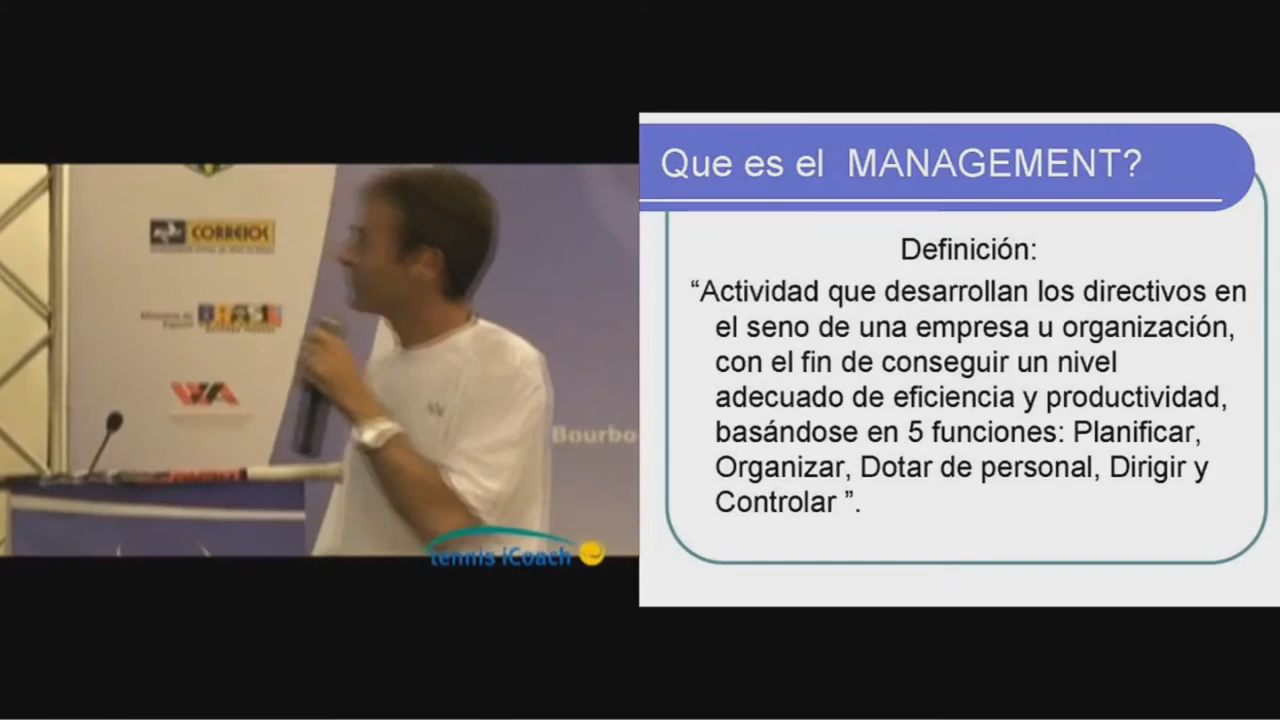 CORREIOS
BRASIL
Bourbo
tennis iCoach
Que es el MANAGEMENT?
Definición:
“Actividad que desarrollan los directivos en
el seno de una empresa u organización,
con el fin de conseguir un nivel
adecuado de eficiencia y productividad,
basándose en 5 funciones: Planificar,
Organizar, Dotar de personal, Dirigir y
Controlar ”.